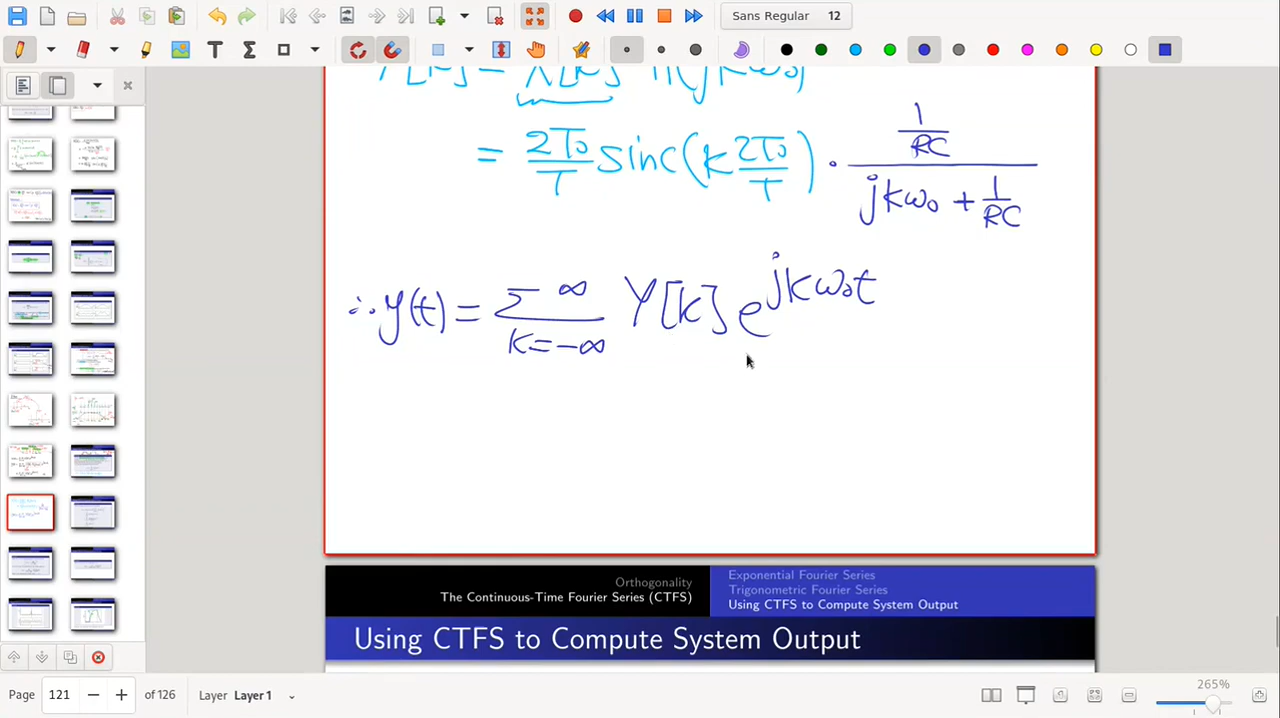 Sans Regular 12
Y[k] = X[k] H(jkω₀)
= 2T₀/T sinc(k 2T₀/T) · (1/RC)/(jkω₀ + 1/RC)
∴ y(t) = Σ_{k=-∞}^{∞} Y[k] e^{jkω₀t}
Orthogonality
The Continuous-Time Fourier Series (CTFS)
Exponential Fourier Series
Trigonometric Fourier Series
Using CTFS to Compute System Output
Using CTFS to Compute System Output
Page 121 of 126 Layer Layer 1
265%